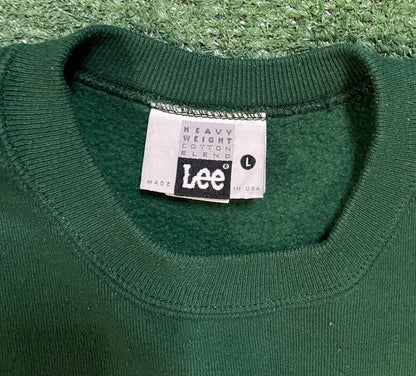 HEAVY
WEIGHT
COTTON
BLEND
L
Lee®
MADE IN USA